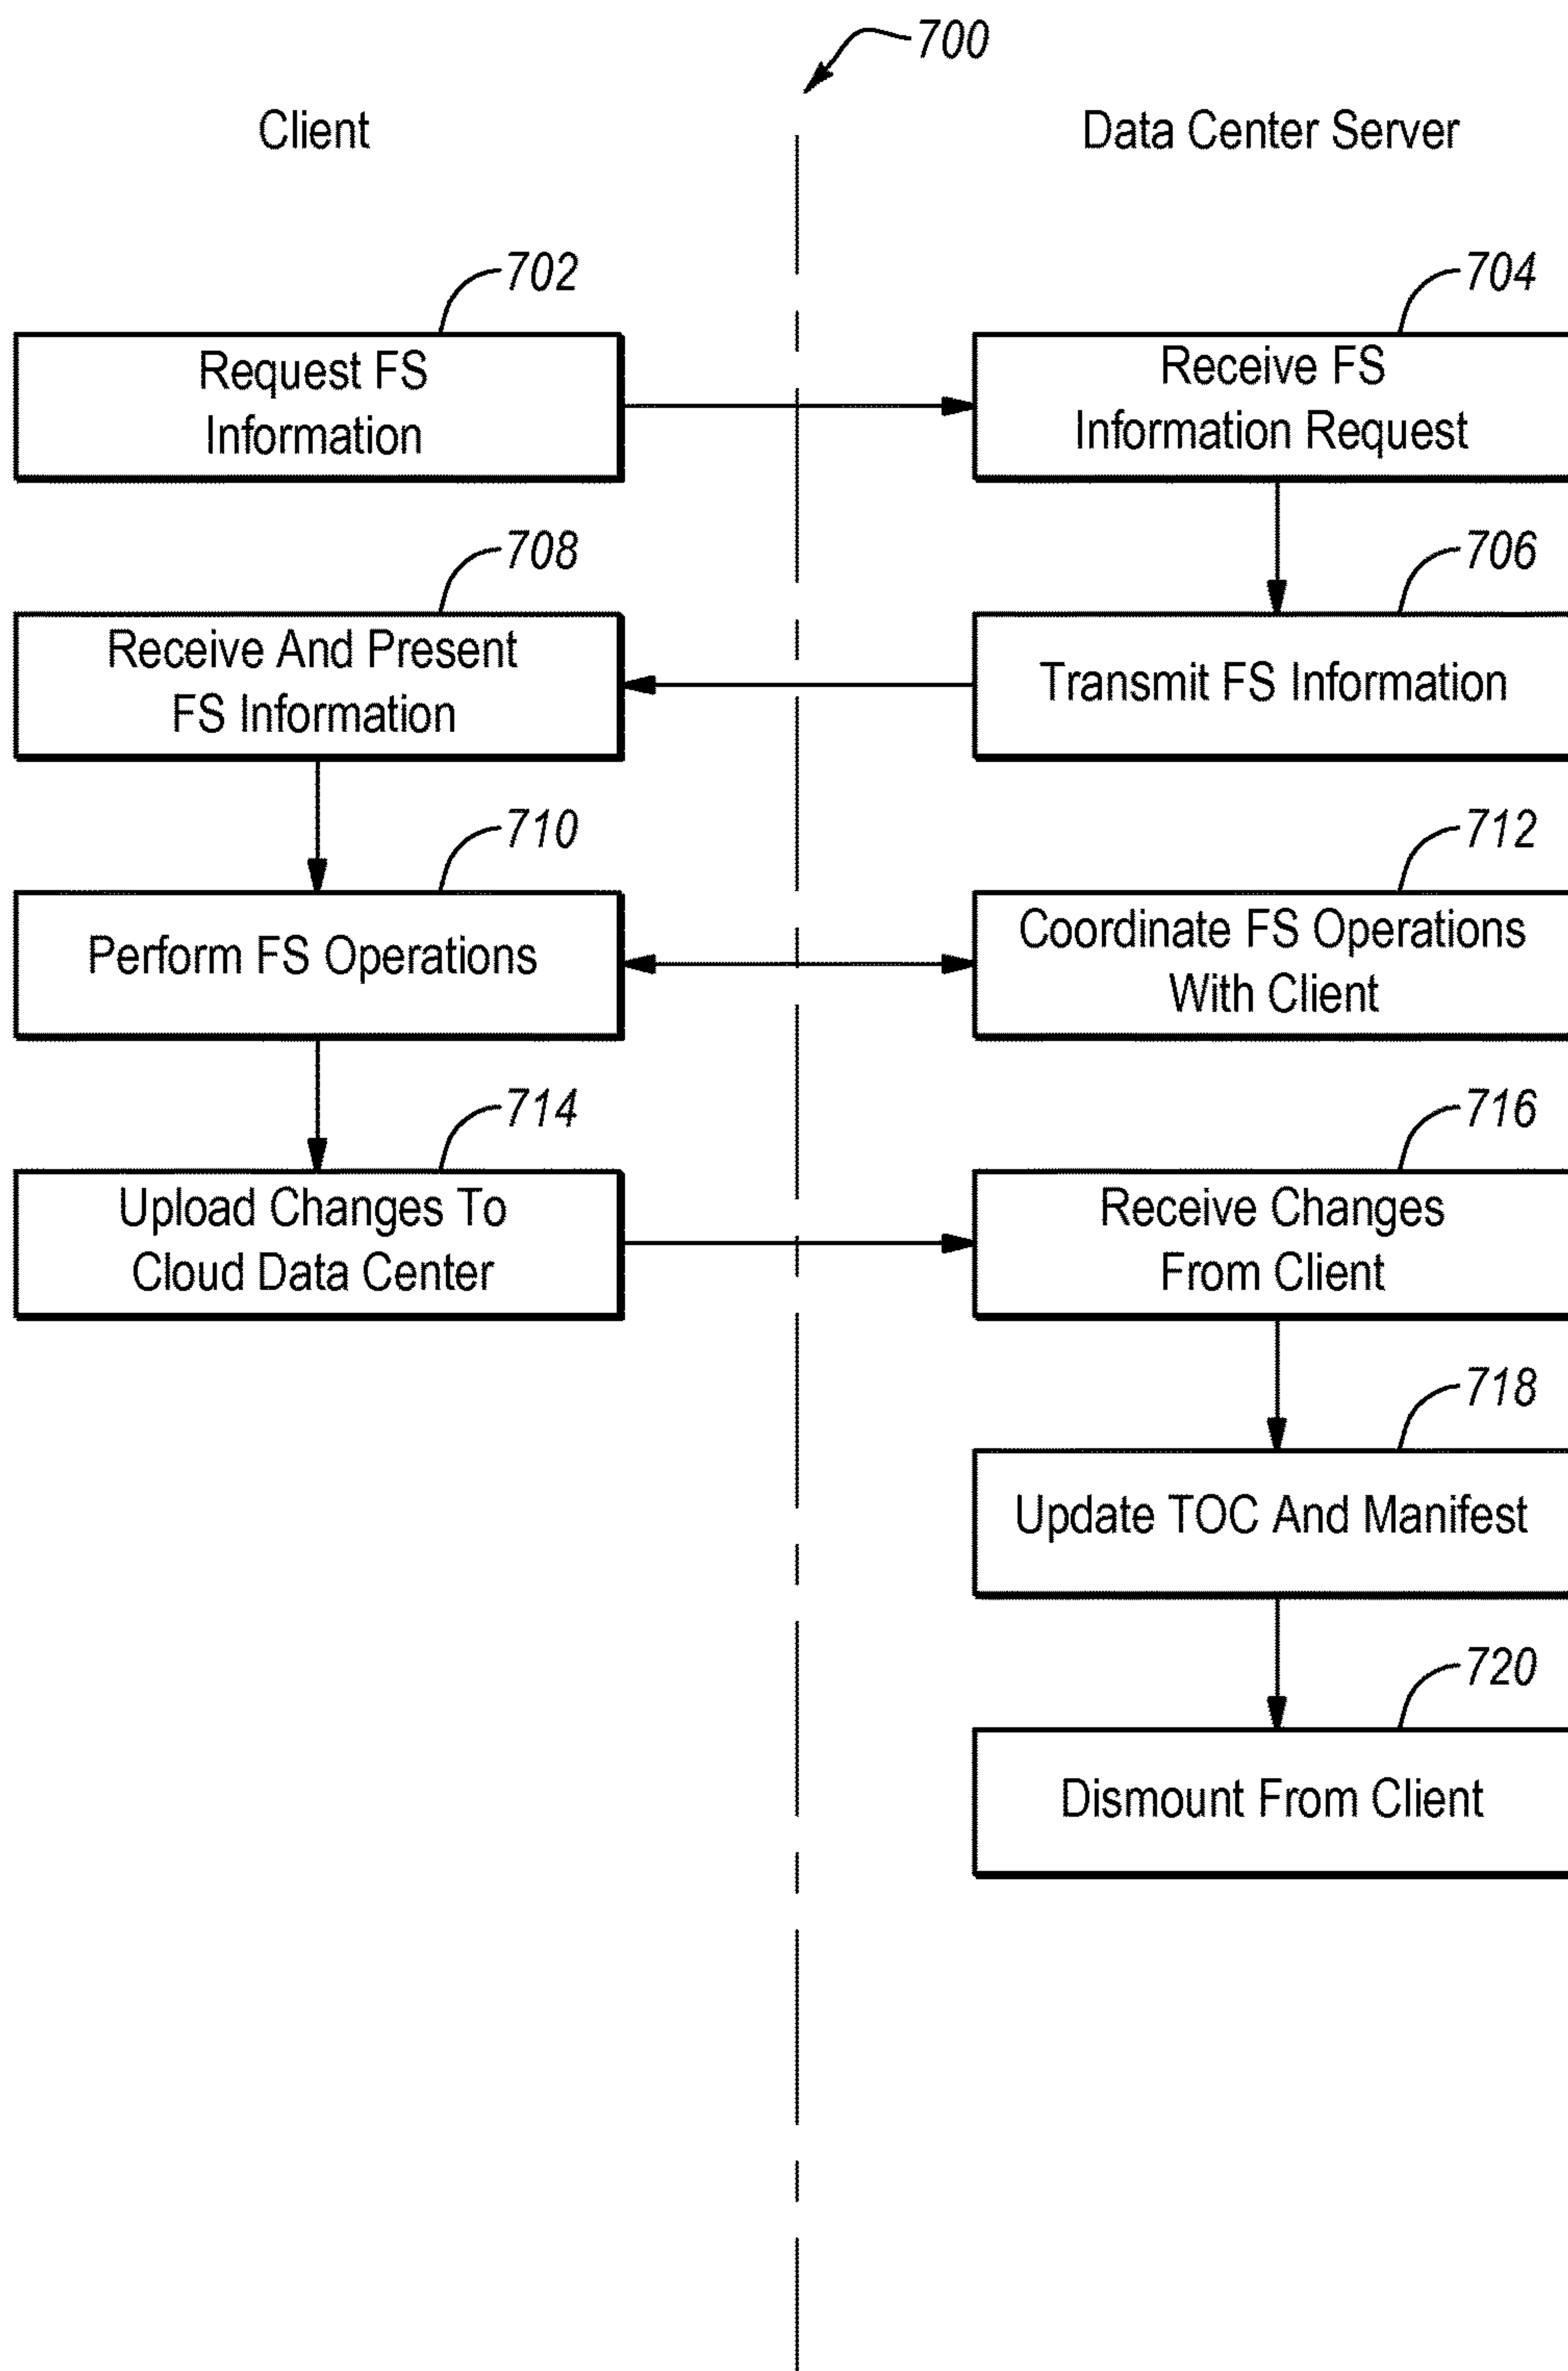 700
Client
Data Center Server
702
704
Request FS
Information
Receive FS
Information Request
708
706
Receive And Present
FS Information
Transmit FS Information
710
712
Perform FS Operations
Coordinate FS Operations
With Client
714
716
Upload Changes To
Cloud Data Center
Receive Changes
From Client
718
Update TOC And Manifest
720
Dismount From Client